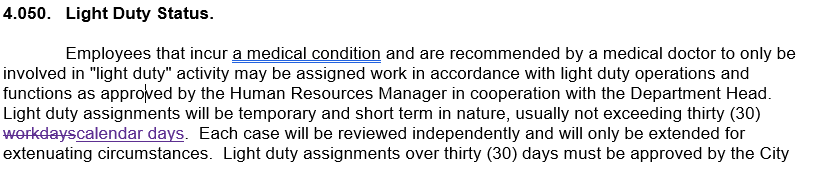 4.050. Light Duty Status.
Employees that incur a medical condition and are recommended by a medical doctor to only be
involved in "light duty" activity may be assigned work in accordance with light duty operations and
functions as approved by the Human Resources Manager in cooperation with the Department Head.
Light duty assignments will be temporary and short term in nature, usually not exceeding thirty (30)
workdayscalendar days. Each case will be reviewed independently and will only be extended for
extenuating circumstances. Light duty assignments over thirty (30) days must be approved by the City